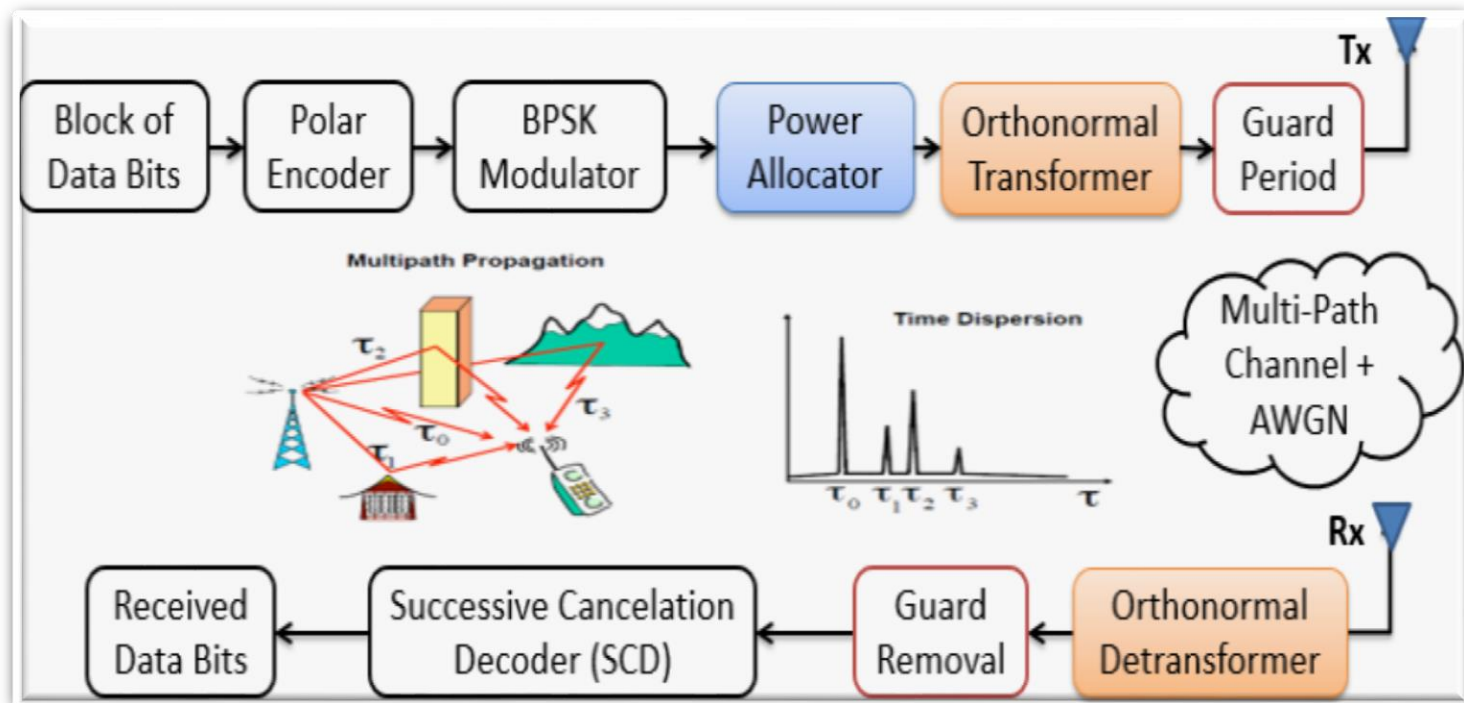 Tx
Block of
Data Bits
Polar
Encoder
BPSK
Modulator
Power
Allocator
Orthonormal
Transformer
Guard
Period
Multipath Propagation
τ₂
τ₀
τ₁
τ₃
Time Dispersion
τ₀ τ₁ τ₂ τ₃
τ
Multi-Path
Channel +
AWGN
Rx
Received
Data Bits
Successive Cancelation
Decoder (SCD)
Guard
Removal
Orthonormal
Detransformer